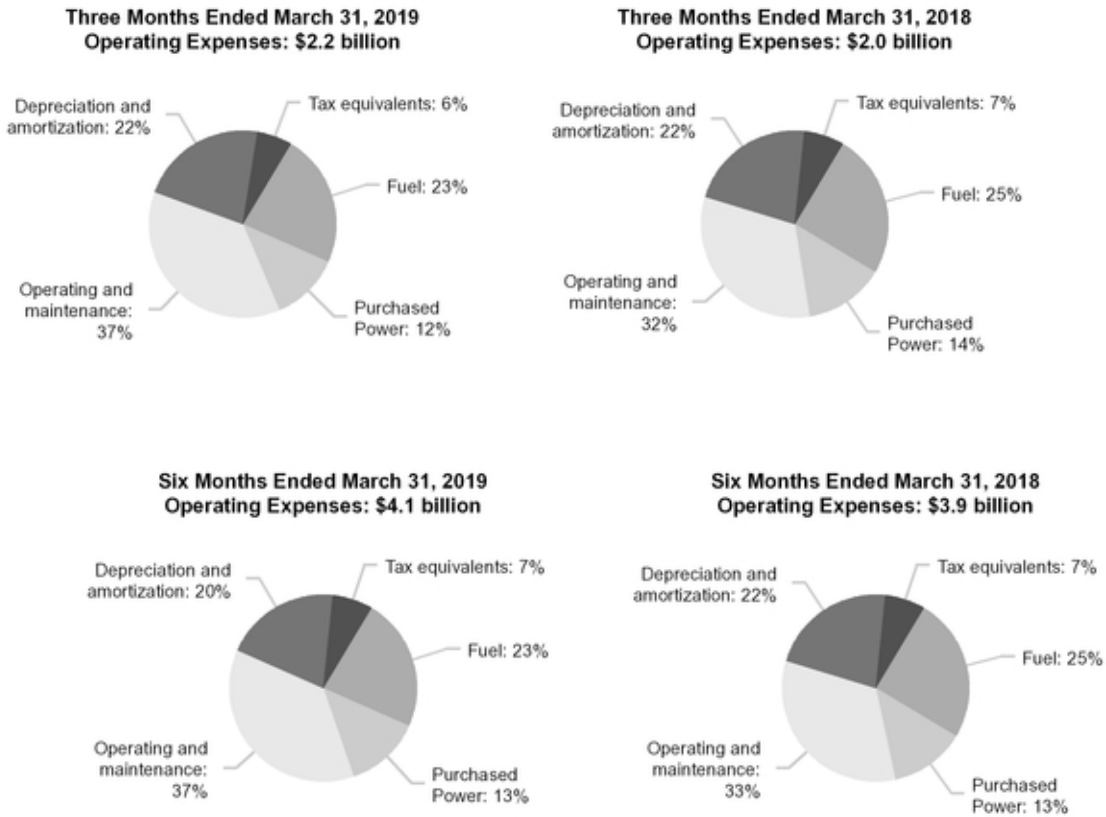 Three Months Ended March 31, 2019
Operating Expenses: $2.2 billion
Depreciation and
amortization: 22%
Tax equivalents: 6%
Fuel: 23%
Operating and
maintenance:
37%
Purchased
Power: 12%
Three Months Ended March 31, 2018
Operating Expenses: $2.0 billion
Depreciation and
amortization: 22%
Tax equivalents: 7%
Fuel: 25%
Operating and
maintenance:
32%
Purchased
Power: 14%
Six Months Ended March 31, 2019
Operating Expenses: $4.1 billion
Depreciation and
amortization: 20%
Tax equivalents: 7%
Fuel: 23%
Operating and
maintenance:
37%
Purchased
Power: 13%
Six Months Ended March 31, 2018
Operating Expenses: $3.9 billion
Depreciation and
amortization: 22%
Tax equivalents: 7%
Fuel: 25%
Operating and
maintenance:
33%
Purchased
Power: 13%